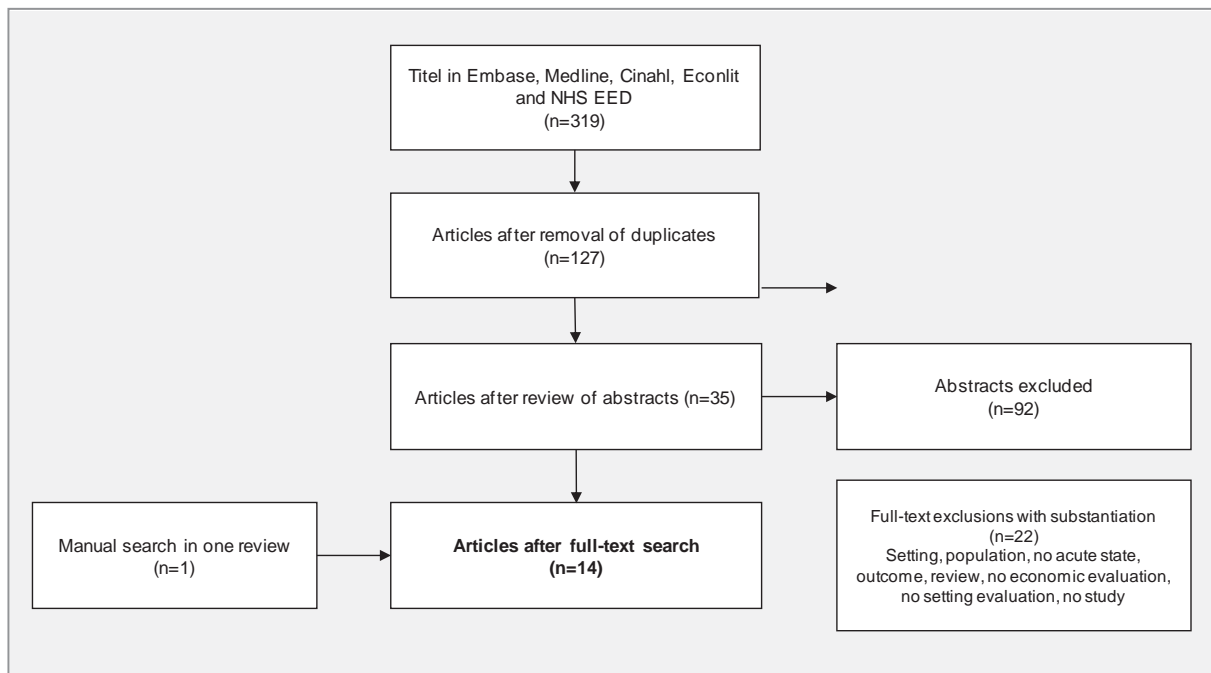 Titel in Embase, Medline, Cinahl, Econlit
and NHS EED
(n=319)
Articles after removal of duplicates
(n=127)
Articles after review of abstracts (n=35)
Abstracts excluded
(n=92)
Manual search in one review
(n=1)
Articles after full-text search
(n=14)
Full-text exclusions with substantiation
(n=22)
Setting, population, no acute state,
outcome, review, no economic evaluation,
no setting evaluation, no study